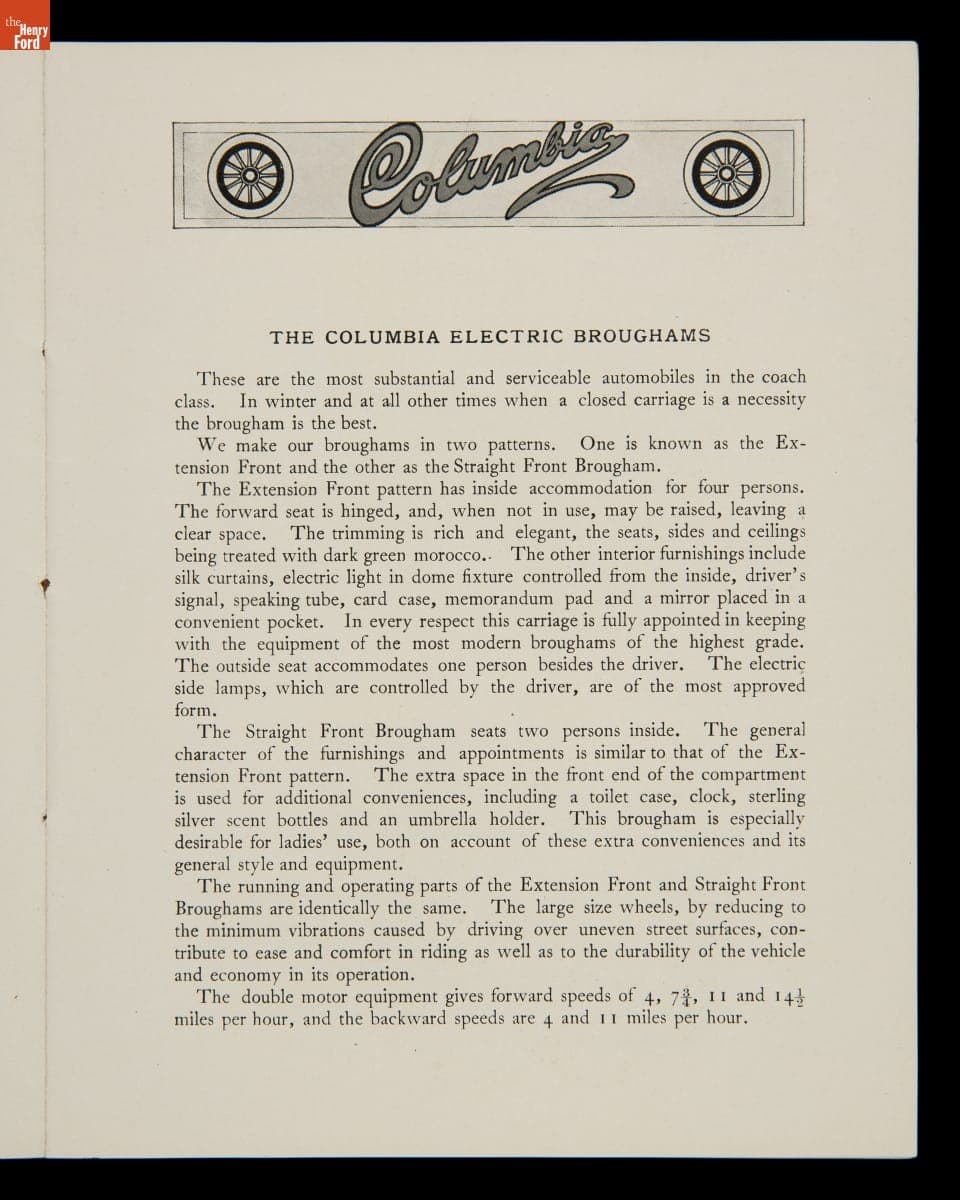 the
Henry
Ford
Columbia
THE COLUMBIA ELECTRIC BROUGHAMS
These are the most substantial and serviceable automobiles in the coach
class. In winter and at all other times when a closed carriage is a necessity
the brougham is the best.
We make our broughams in two patterns. One is known as the Ex-
tension Front and the other as the Straight Front Brougham.
The Extension Front pattern has inside accommodation for four persons.
The forward seat is hinged, and, when not in use, may be raised, leaving a
clear space. The trimming is rich and elegant, the seats, sides and ceilings
being treated with dark green morocco.. The other interior furnishings include
silk curtains, electric light in dome fixture controlled from the inside, driver's
signal, speaking tube, card case, memorandum pad and a mirror placed in a
convenient pocket. In every respect this carriage is fully appointed in keeping
with the equipment of the most modern broughams of the highest grade.
The outside seat accommodates one person besides the driver. The electric
side lamps, which are controlled by the driver, are of the most approved
form.
The Straight Front Brougham seats two persons inside. The general
character of the furnishings and appointments is similar to that of the Ex-
tension Front pattern. The extra space in the front end of the compartment
is used for additional conveniences, including a toilet case, clock, sterling
silver scent bottles and an umbrella holder. This brougham is especially
desirable for ladies' use, both on account of these extra conveniences and its
general style and equipment.
The running and operating parts of the Extension Front and Straight Front
Broughams are identically the same. The large size wheels, by reducing to
the minimum vibrations caused by driving over uneven street surfaces, con-
tribute to ease and comfort in riding as well as to the durability of the vehicle
and economy in its operation.
The double motor equipment gives forward speeds of 4, 7¾, 11 and 14½
miles per hour, and the backward speeds are 4 and 11 miles per hour.